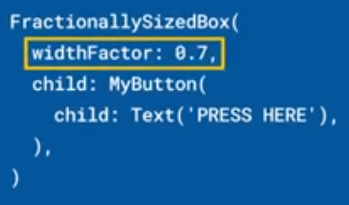 FractionallySizedBox(
widthFactor: 0.7,
child: MyButton(
child: Text('PRESS HERE'),
),
)